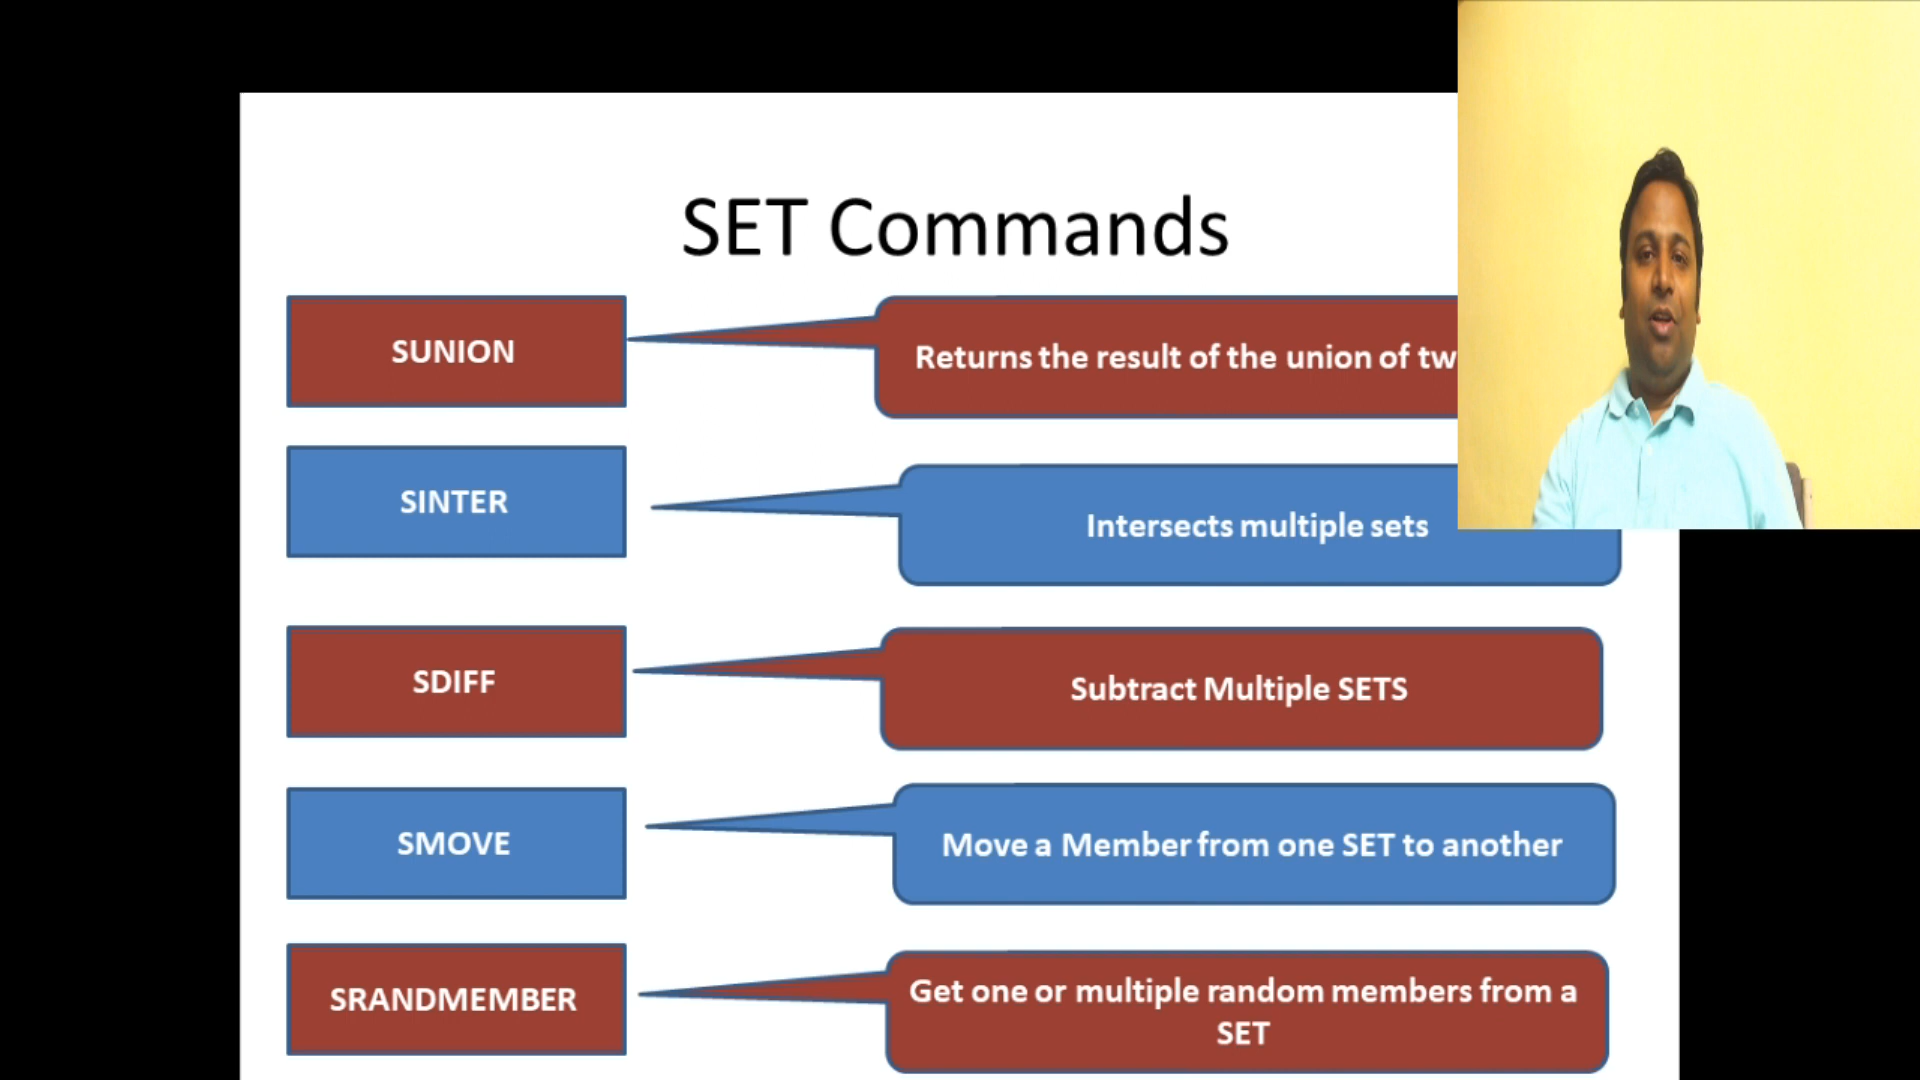 SET Commands
SUNION
Returns the result of the union of
SINTER
Intersects multiple sets
SDIFF
Subtract Multiple SETS
SMOVE
Move a Member from one SET to another
SRANDMEMBER
Get one or multiple random members from a
SET